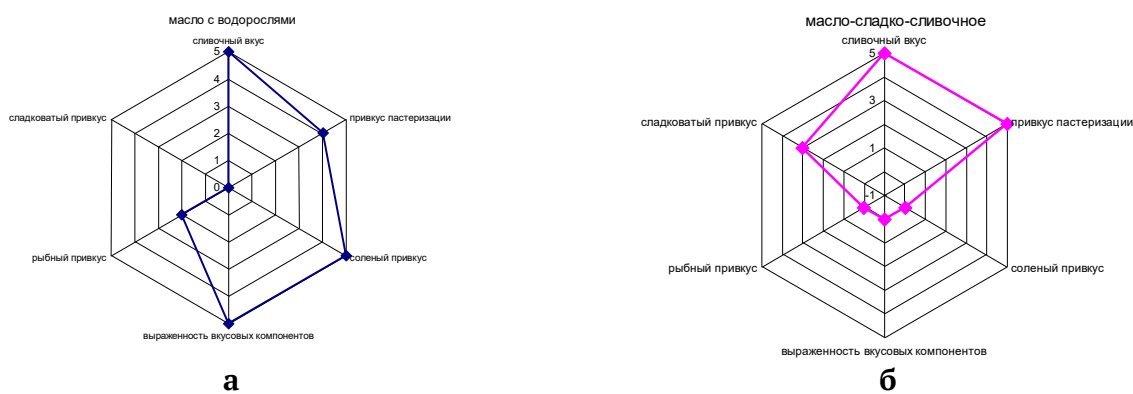 масло с водорослями
сливочный вкус
5
4
3
2
1
0
сладковатый привкус
привкус пастеризации
рыбный привкус
соленый привкус
выраженность вкусовых компонентов
а
масло-сладко-сливочное
сливочный вкус
5
3
1
-1
сладковатый привкус
привкус пастеризации
рыбный привкус
соленый привкус
выраженность вкусовых компонентов
б